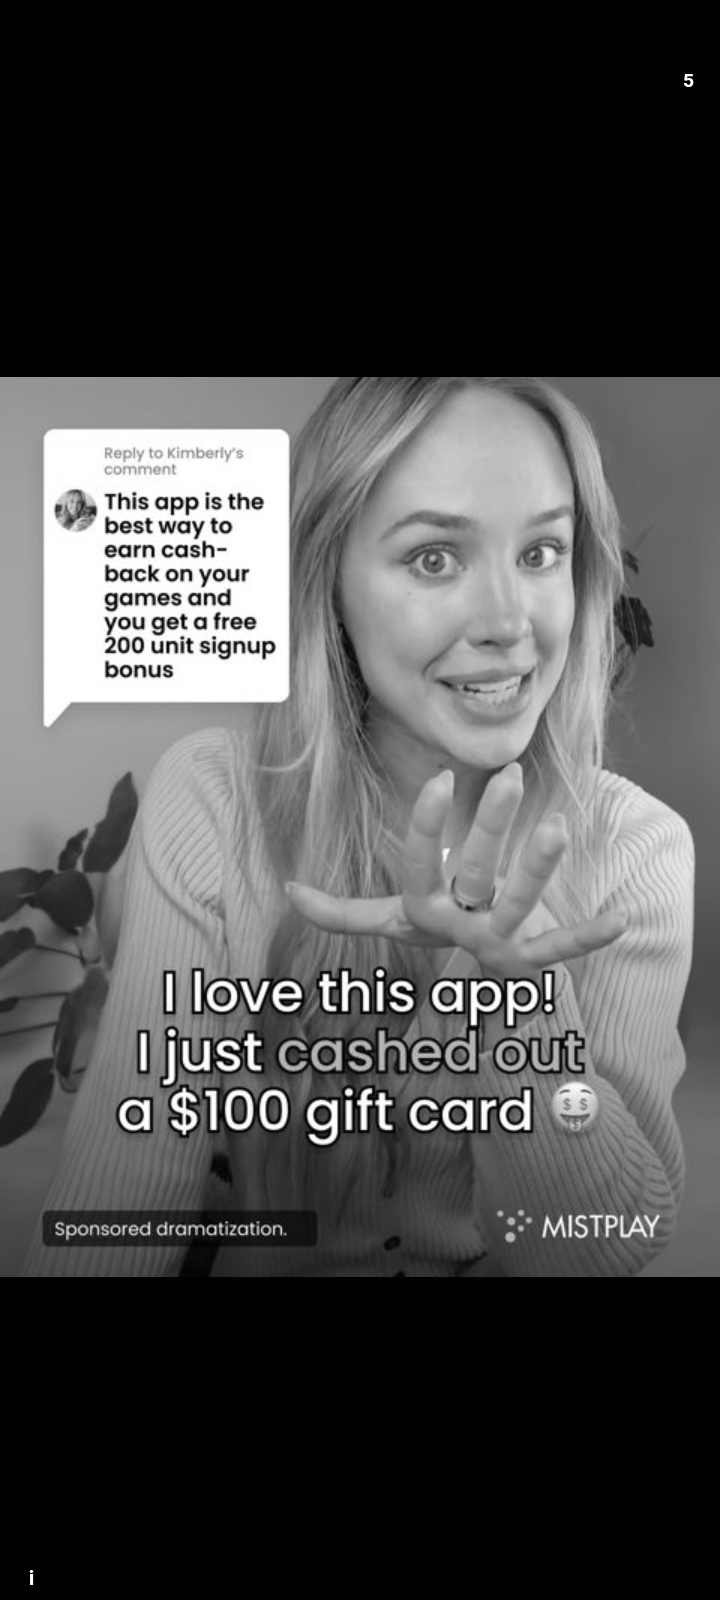 5
Reply to Kimberly's
comment
This app is the
best way to
earn cash-
back on your
games and
you get a free
200 unit signup
bonus
I love this app!
I just cashed out
a $100 gift card 🤑
Sponsored dramatization.
MISTPLAY
i